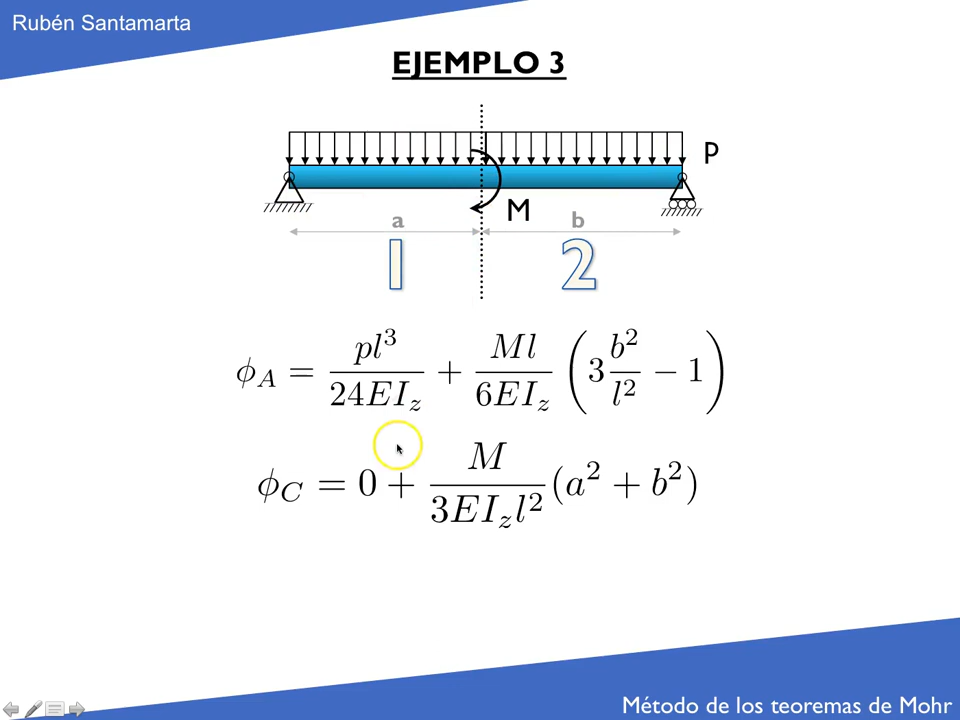 Rubén Santamarta
EJEMPLO 3
P
M
a b
1 2
ϕ_A = pl³/24EI_z + Ml/6EI_z (3 b²/l² − 1)
ϕ_C = 0 + M/3EI_z l² (a² + b²)
Método de los teoremas de Mohr